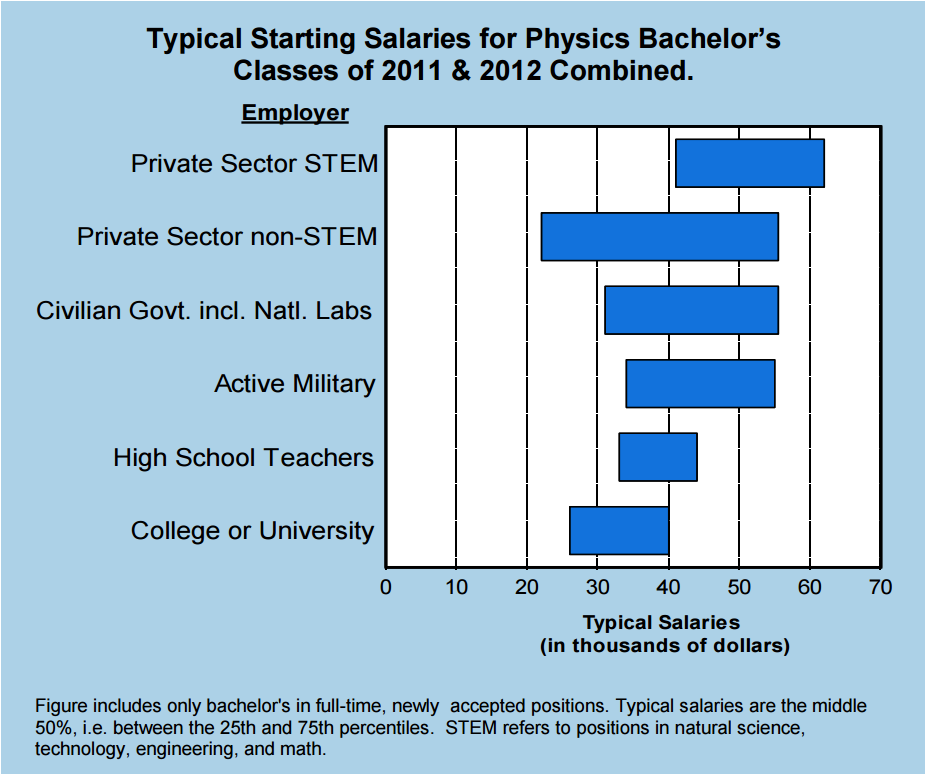 Typical Starting Salaries for Physics Bachelor’s
Classes of 2011 & 2012 Combined.
Employer
Private Sector STEM
Private Sector non-STEM
Civilian Govt. incl. Natl. Labs
Active Military
High School Teachers
College or University
0 10 20 30 40 50 60 70
Typical Salaries
(in thousands of dollars)
Figure includes only bachelor's in full-time, newly accepted positions. Typical salaries are the middle
50%, i.e. between the 25th and 75th percentiles. STEM refers to positions in natural science,
technology, engineering, and math.